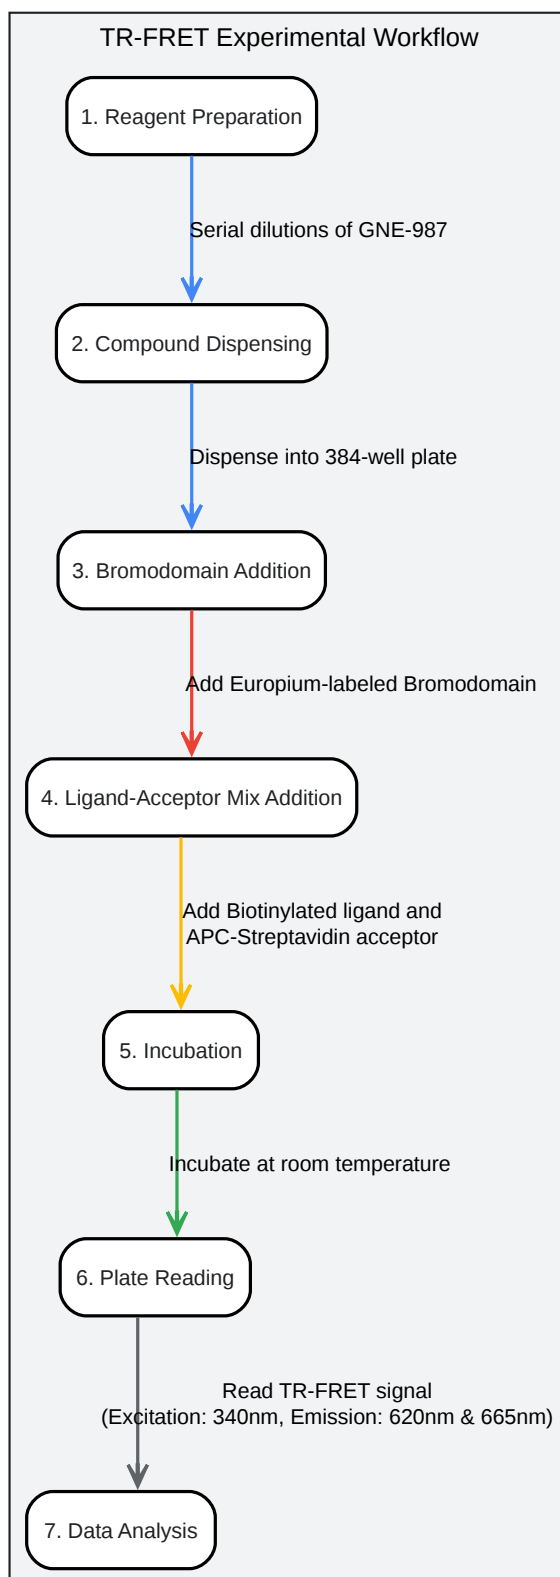 TR-FRET Experimental Workflow
1. Reagent Preparation
Serial dilutions of GNE-987
2. Compound Dispensing
Dispense into 384-well plate
3. Bromodomain Addition
Add Europium-labeled Bromodomain
4. Ligand-Acceptor Mix Addition
Add Biotinylated ligand and
APC-Streptavidin acceptor
5. Incubation
Incubate at room temperature
6. Plate Reading
Read TR-FRET signal
(Excitation: 340nm, Emission: 620nm & 665nm)
7. Data Analysis